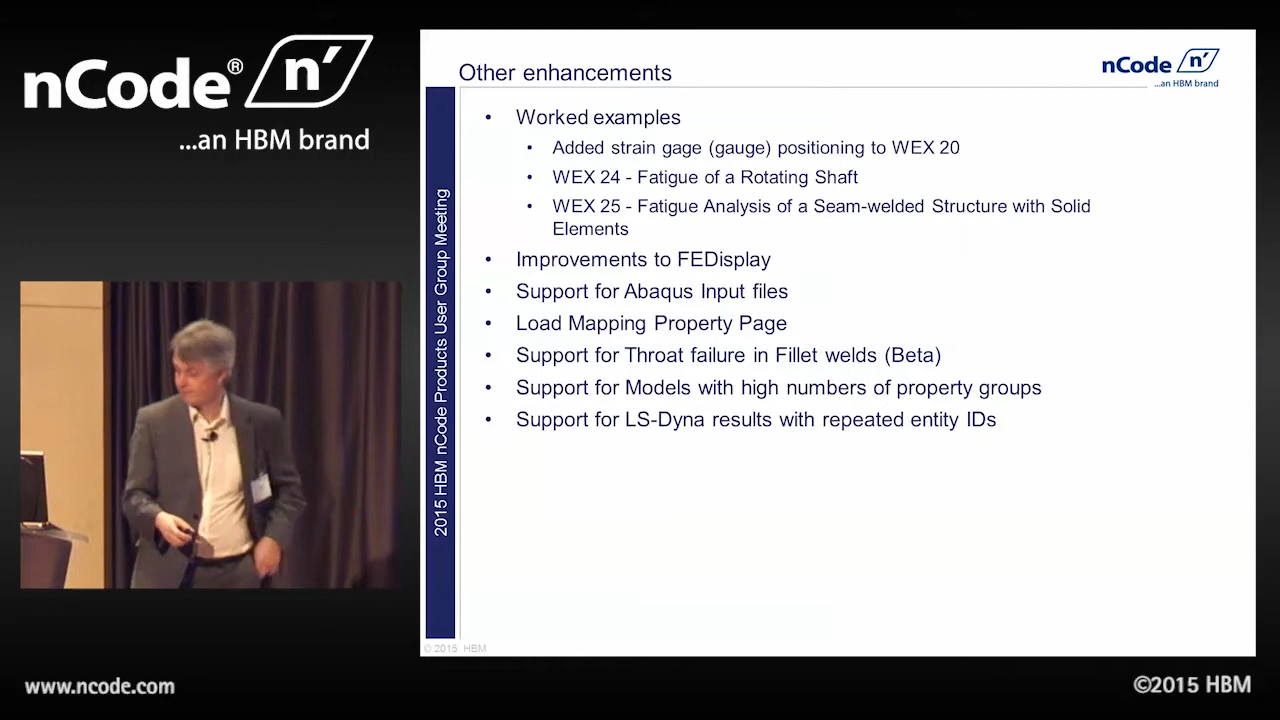 nCode® n'
...an HBM brand
Other enhancements
nCode n'
...an HBM brand
• Worked examples
• Added strain gage (gauge) positioning to WEX 20
• WEX 24 - Fatigue of a Rotating Shaft
• WEX 25 - Fatigue Analysis of a Seam-welded Structure with Solid
Elements
• Improvements to FEDisplay
• Support for Abaqus Input files
• Load Mapping Property Page
• Support for Throat failure in Fillet welds (Beta)
• Support for Models with high numbers of property groups
• Support for LS-Dyna results with repeated entity IDs
2015 HBM nCode Products User Group Meeting
© 2015 HBM
www.ncode.com
©2015 HBM